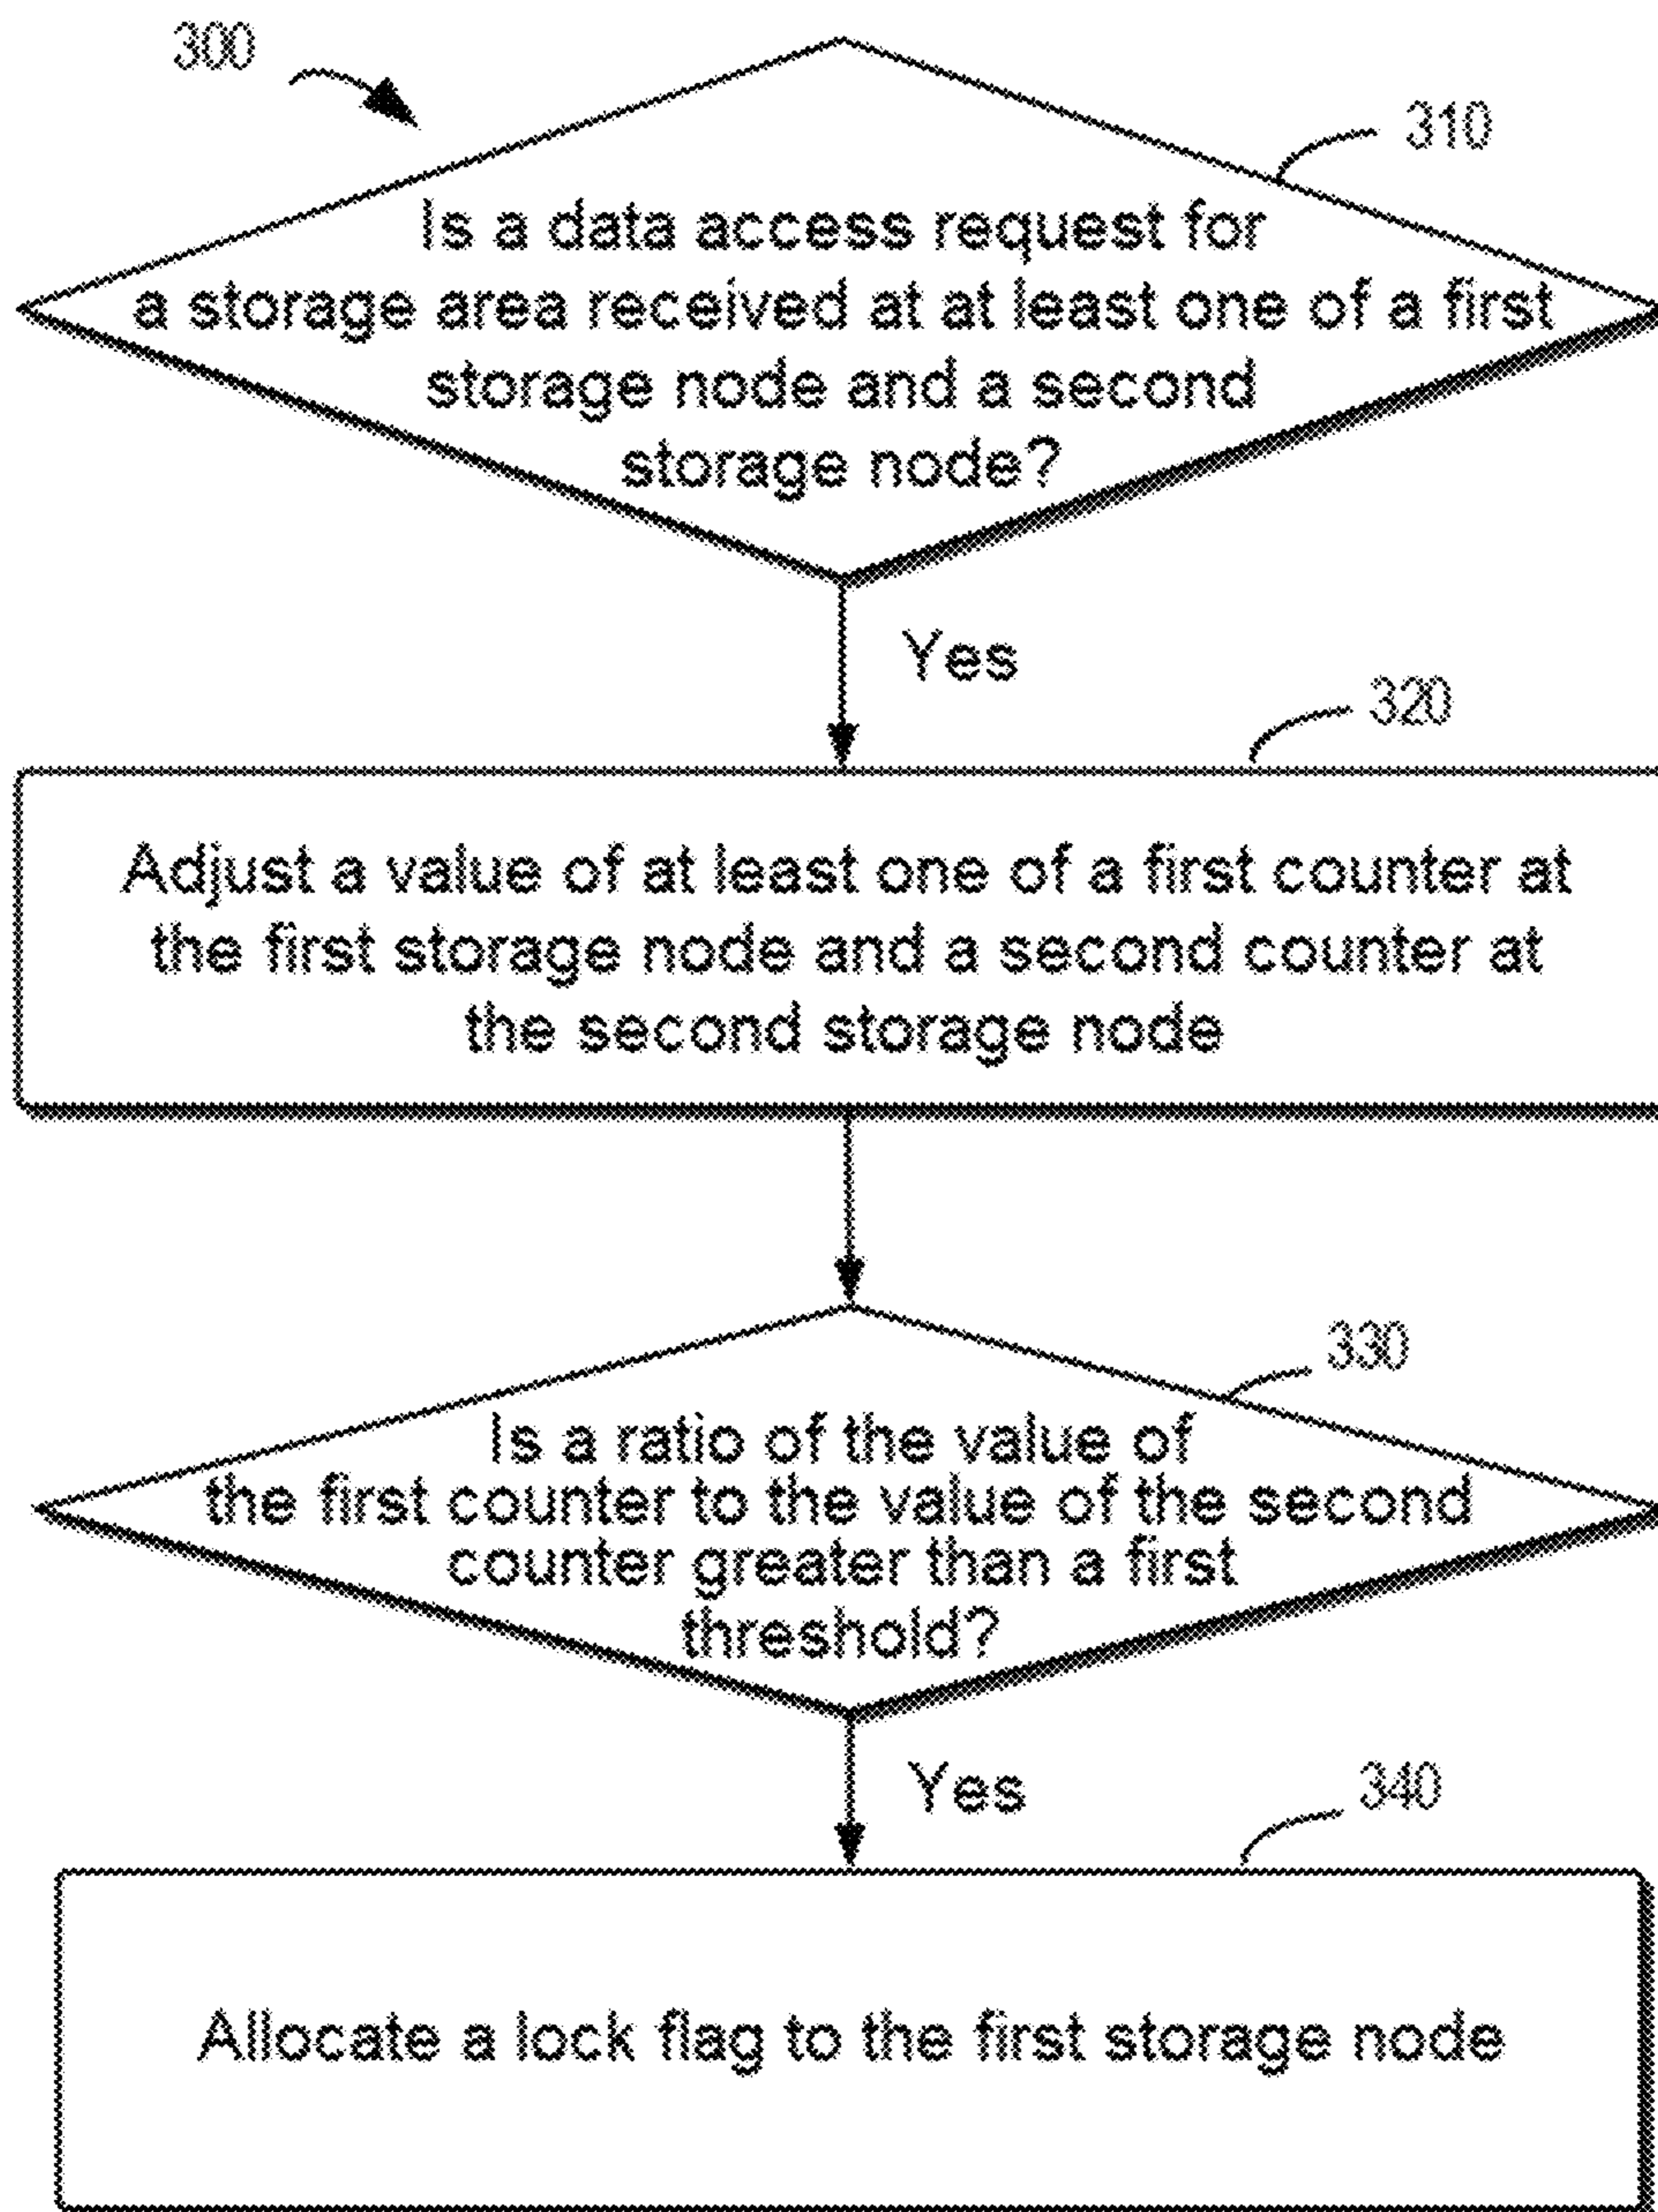 300
310
Is a data access request for
a storage area received at at least one of a first
storage node and a second
storage node?
Yes
320
Adjust a value of at least one of a first counter at
the first storage node and a second counter at
the second storage node
330
Is a ratio of the value of
the first counter to the value of the second
counter greater than a first
threshold?
Yes
340
Allocate a lock flag to the first storage node